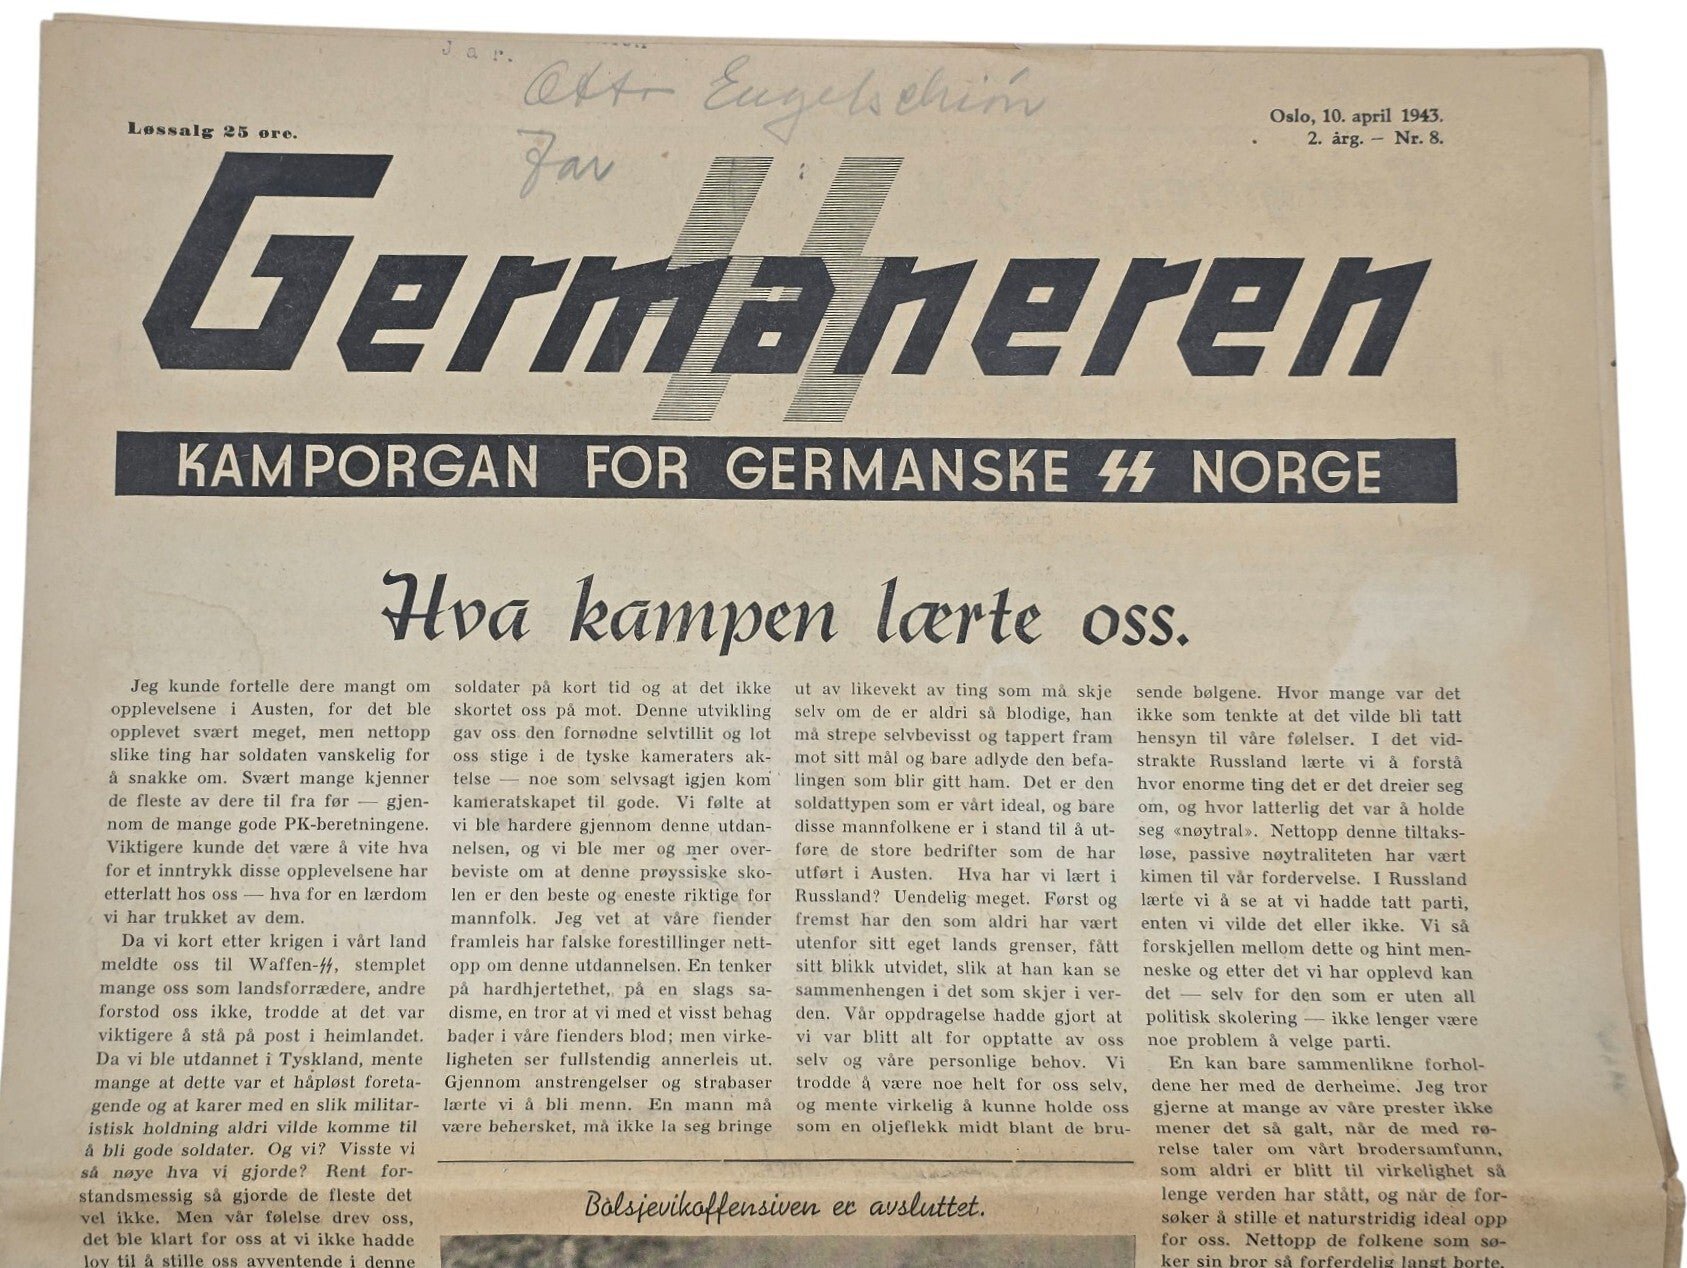 Jar.
Otto Engelschiøn
Jar
Løssalg 25 øre.
Oslo, 10. april 1943.
2. årg. — Nr. 8.
Germaneren
KAMPORGAN FOR GERMANSKE SS NORGE
Hva kampen lærte oss.
Jeg kunde fortelle dere mangt om
opplevelsene i Austen, for det ble
opplevet svært meget, men nettopp
slike ting har soldaten vanskelig for
å snakke om. Svært mange kjenner
de fleste av dere til fra før — gjen-
nom de mange gode PK-beretningene.
Viktigere kunde det være å vite hva
for et inntrykk disse opplevelsene har
etterlatt hos oss — hva for en lærdom
vi har trukket av dem.
Da vi kort etter krigen i vårt land
meldte oss til Waffen-SS, stemplet
mange oss som landsforrædere, andre
forstod oss ikke, trodde at det var
viktigere å stå på post i heimlandet.
Da vi ble utdannet i Tyskland, mente
mange at dette var et håpløst foreta-
gende og at karer med en slik militar-
istisk holdning aldri vilde komme til
å bli gode soldater. Og vi? Visste vi
så nøye hva vi gjorde? Rent for-
standsmessig så gjorde de fleste det
vel ikke. Men vår følelse drev oss,
det ble klart for oss at vi ikke hadde
lov til å stille oss avventende i denne
soldater på kort tid og at det ikke
skortet oss på mot. Denne utvikling
gav oss den fornødne selvtillit og lot
oss stige i de tyske kameraters ak-
telse — noe som selvsagt igjen kom
kameratskapet til gode. Vi følte at
vi ble hardere gjennom denne utdan-
nelsen, og vi ble mer og mer over-
beviste om at denne prøyssiske sko-
len er den beste og eneste riktige for
mannfolk. Jeg vet at våre fiender
framleis har falske forestillinger nett-
opp om denne utdannelsen. En tenker
på hardhjertethet, på en slags sa-
disme, en tror at vi med et visst behag
bader i våre fienders blod; men virke-
ligheten ser fullstendig annerleis ut.
Gjennom anstrengelser og strabaser
lærte vi å bli menn. En mann må
være behersket, må ikke la seg bringe
ut av likevekt av ting som må skje
selv om de er aldri så blodige, han
må strepe selvbevisst og tappert fram
mot sitt mål og bare adlyde den befa-
lingen som blir gitt ham. Det er den
soldattypen som er vårt ideal, og bare
disse mannfolkene er i stand til å ut-
føre de store bedrifter som de har
utført i Austen. Hva har vi lært i
Russland? Uendelig meget. Først og
fremst har den som aldri har vært
utenfor sitt eget lands grenser, fått
sitt blikk utvidet, slik at han kan se
sammenhengen i det som skjer i ver-
den. Vår oppdragelse hadde gjort at
vi var blitt alt for opptatte av oss
selv og våre personlige behov. Vi
trodde å være noe helt for oss selv,
og mente virkelig å kunne holde oss
som en oljeflekk midt blant de bru-
sende bølgene. Hvor mange var det
ikke som tenkte at det vilde bli tatt
hensyn til våre følelser. I det vid-
strakte Russland lærte vi å forstå
hvor enorme ting det er det dreier seg
om, og hvor latterlig det var å holde
seg «nøytral». Nettopp denne tiltaks-
løse, passive nøytraliteten har vært
kimen til vår fordervelse. I Russland
lærte vi å se at vi hadde tatt parti,
enten vi vilde det eller ikke. Vi så
forskjellen mellom dette og hint men-
neske og etter det vi har opplevd kan
det — selv for den som er uten all
politisk skolering — ikke lenger være
noe problem å velge parti.
En kan bare sammenlikne forhol-
dene her med de derheime. Jeg tror
gjerne at mange av våre prester ikke
mener det så galt, når de med rø-
relse taler om vårt brodersamfunn,
som aldri er blitt til virkelighet så
lenge verden har stått, og når de for-
søker å stille et naturstridig ideal opp
for oss. Nettopp de folkene som sø-
ker sin bror så forferdelig langt borte.
Bolsjevikoffensiven er avsluttet.